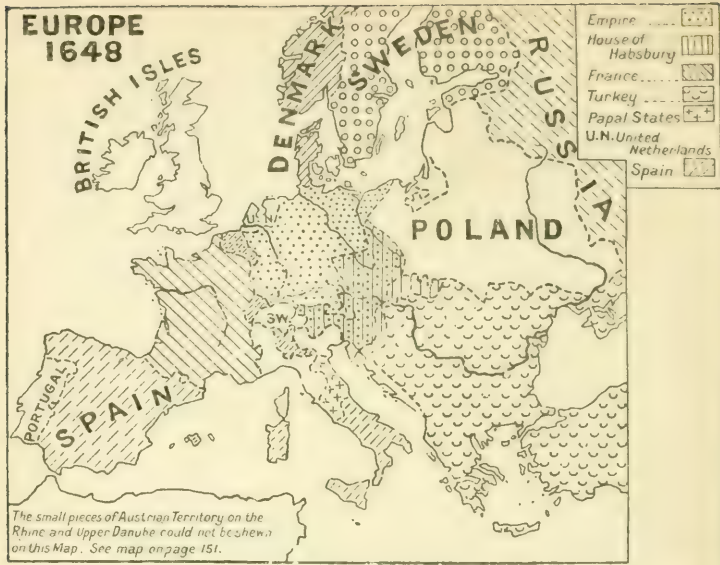 EUROPE
1648
BRITISH ISLES
DENMARK
SWEDEN
RUSSIA
POLAND
U.N.
SW.
PORTUGAL
SPAIN
Empire
House of
Habsbury
France
Turkey
Papal States
U.N. United
Netherlands
Spain
The small pieces of Austrian Territory on the
Rhine and Upper Danube could not be shewn
on this Map. See map on page 151.